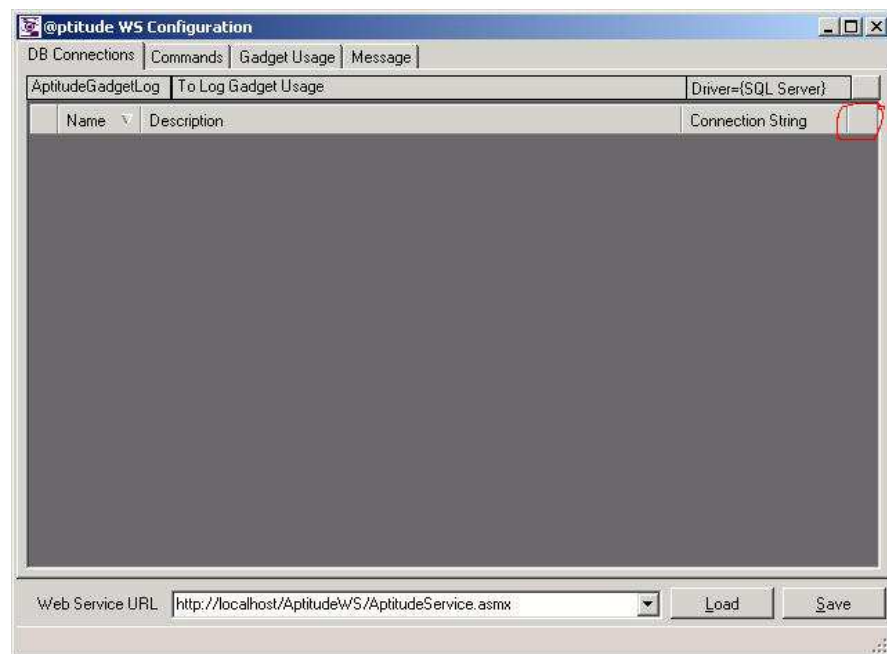 @ptitude WS Configuration
DB Connections Commands Gadget Usage Message
AptitudeGadgetLog To Log Gadget Usage Driver={SQL Server}
Name Description Connection String
Web Service URL http://localhost/AptitudeWS/AptitudeService.asmx Load Save